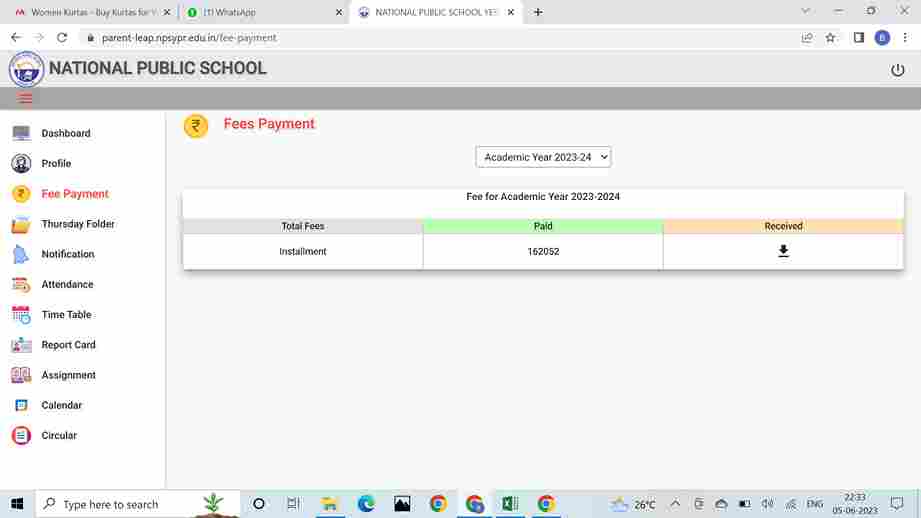 Women Kurtas - Buy Kurtas for W
(1) WhatsApp
NATIONAL PUBLIC SCHOOL YES
parent-leap.npsypr.edu.in/fee-payment
B
NATIONAL PUBLIC SCHOOL
Fees Payment
Academic Year 2023-24
Fee for Academic Year 2023-2024
Total Fees Paid Received
Installment 162052
Dashboard
Profile
Fee Payment
Thursday Folder
Notification
Attendance
Time Table
Report Card
Assignment
Calendar
Circular
Type here to search
26°C
ENG
22:33
05-06-2023